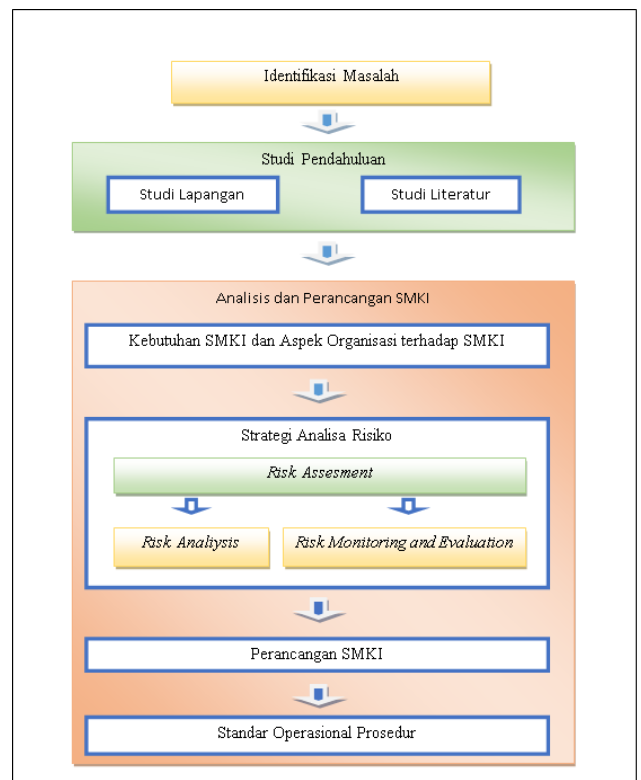 Identifikasi Masalah
Studi Pendahuluan
Studi Lapangan
Studi Literatur
Analisis dan Perancangan SMKI
Kebutuhan SMKI dan Aspek Organisasi terhadap SMKI
Strategi Analisa Risiko
Risk Assesment
Risk Analiysis
Risk Monitoring and Evaluation
Perancangan SMKI
Standar Operasional Prosedur